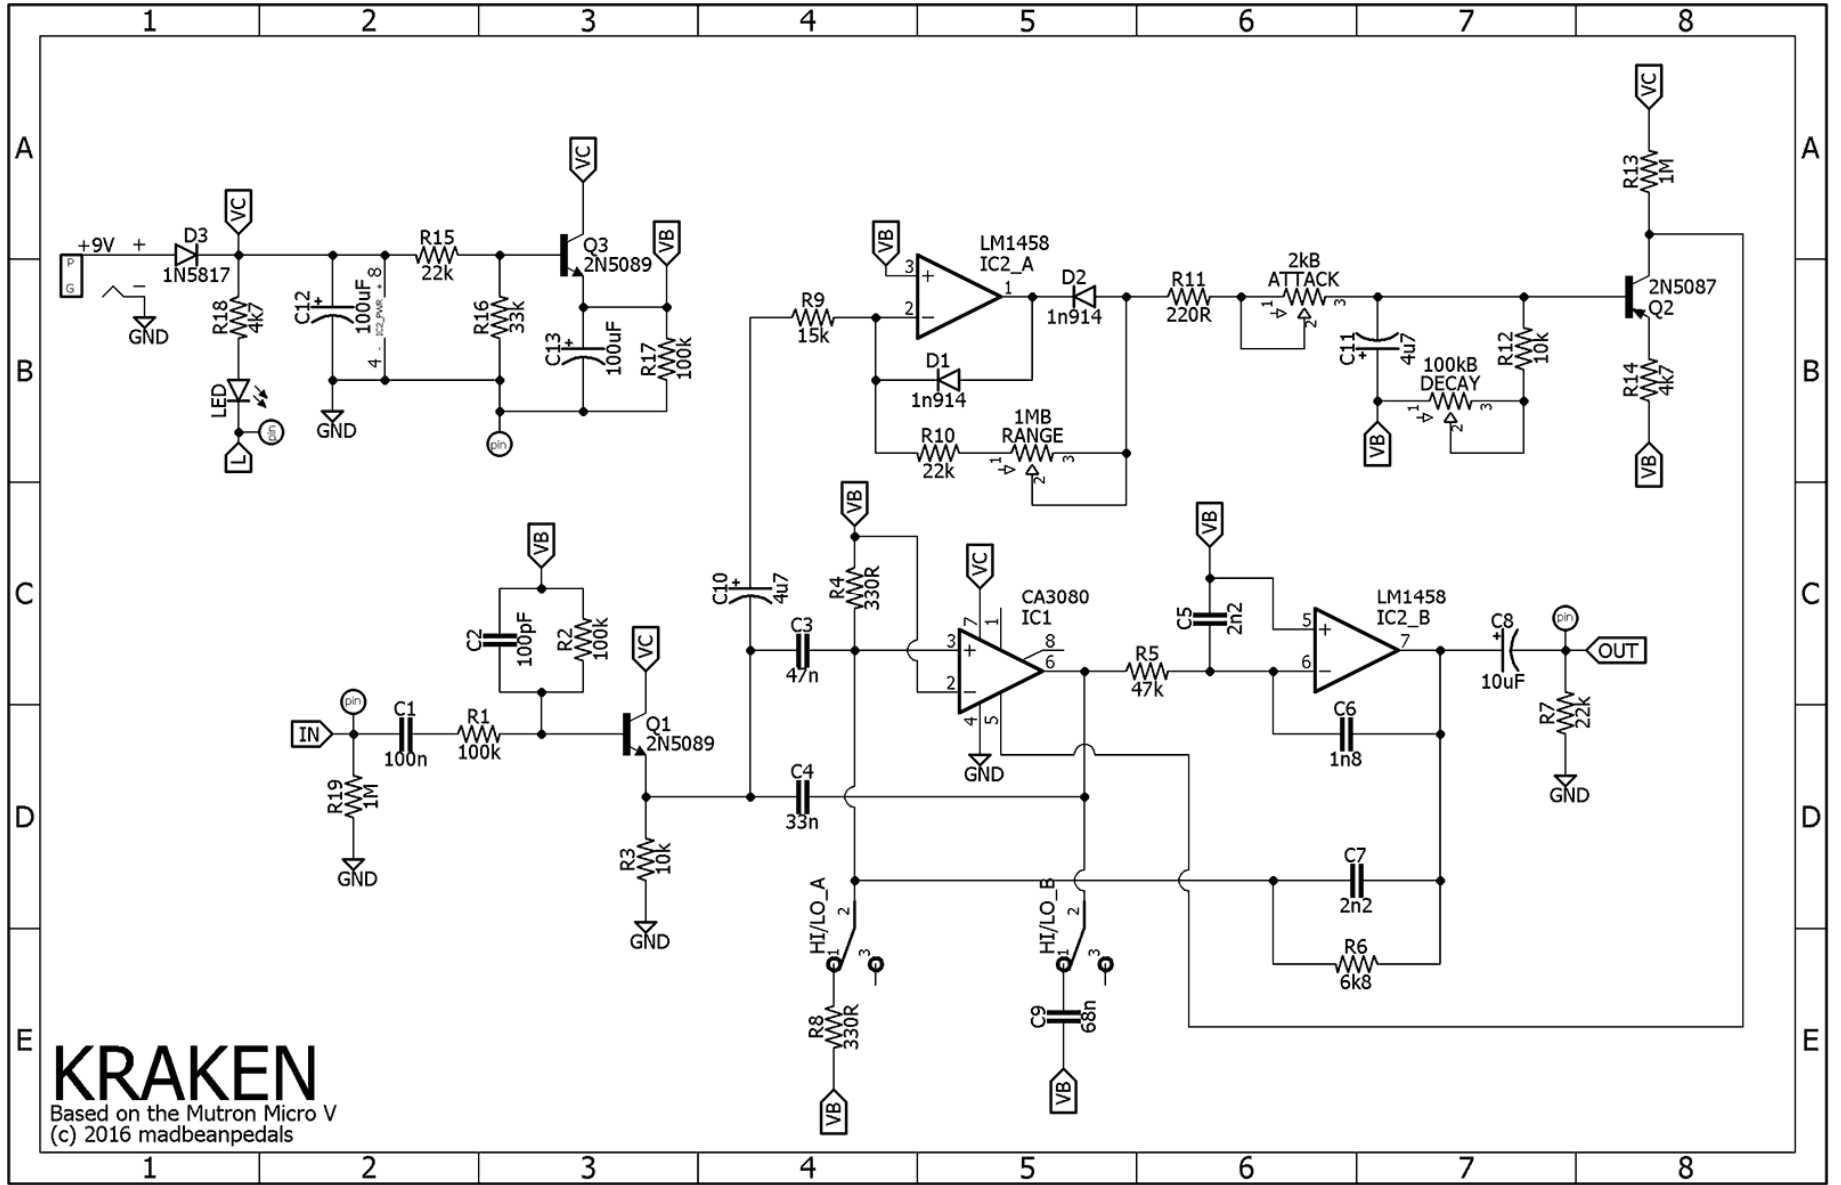 1 2 3 4 5 6 7 8
A A
B B
C C
D D
E E
P
G
+9V +
-
GND
D3
1N5817
VC
R18
4k7
LED
pin
L
C12
+
100uF
GND
8
+
IC2_PWR
-
4
R15
22k
R16
33K
pin
VC
Q3
2N5089
VB
C13
+
100uF
R17
100k
R9
15k
VB
3
+
2
-
1
LM1458
IC2_A
D2
1n914
D1
1n914
R10
22k
1MB
RANGE
1
2
3
R11
220R
2kB
ATTACK
1
2
3
C11
+
4u7
VB
R12
10k
100kB
DECAY
1
2
3
VC
R13
1M
2N5087
Q2
R14
4k7
VB
IN
pin
R19
1M
GND
C1
100n
R1
100k
VB
C2
100pF
R2
100k
VC
Q1
2N5089
R3
10k
GND
C10
+
4u7
C3
47n
C4
33n
VB
R4
330R
VC
CA3080
IC1
3
+
2
-
7
1
8
6
4
5
GND
R5
47k
VB
C5
2n2
LM1458
IC2_B
5
+
6
-
7
C6
1n8
C7
2n2
R6
6k8
C8
+
10uF
pin
OUT
R7
22k
GND
HI/LO_A
2
1
3
R8
330R
VB
HI/LO_B
2
1
3
C9
68n
VB
KRAKEN
Based on the Mutron Micro V
(c) 2016 madbeanpedals
1 2 3 4 5 6 7 8